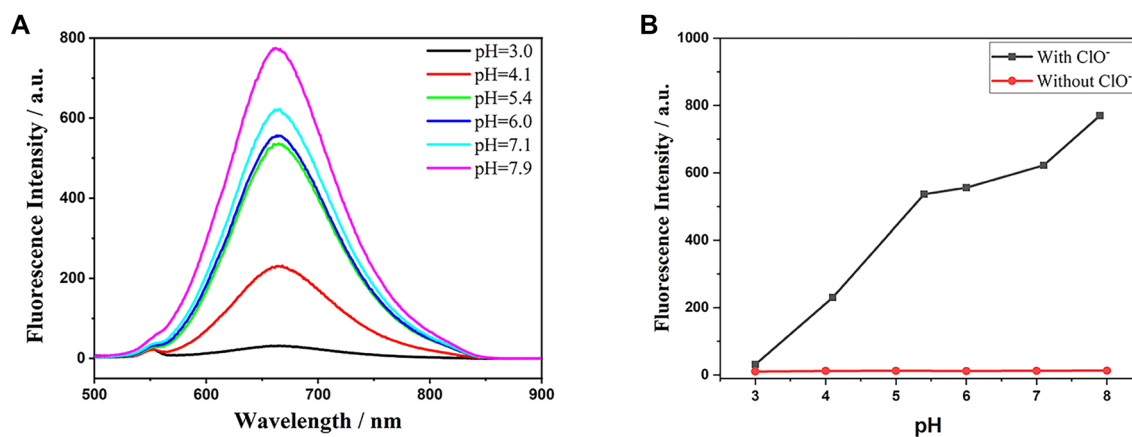 A
Fluorescence Intensity / a.u.
800
600
400
200
0
500
600
700
800
900
Wavelength / nm
pH=3.0
pH=4.1
pH=5.4
pH=6.0
pH=7.1
pH=7.9
B
Fluorescence Intensity / a.u.
1000
800
600
400
200
0
3
4
5
6
7
8
pH
With ClO⁻
Without ClO⁻